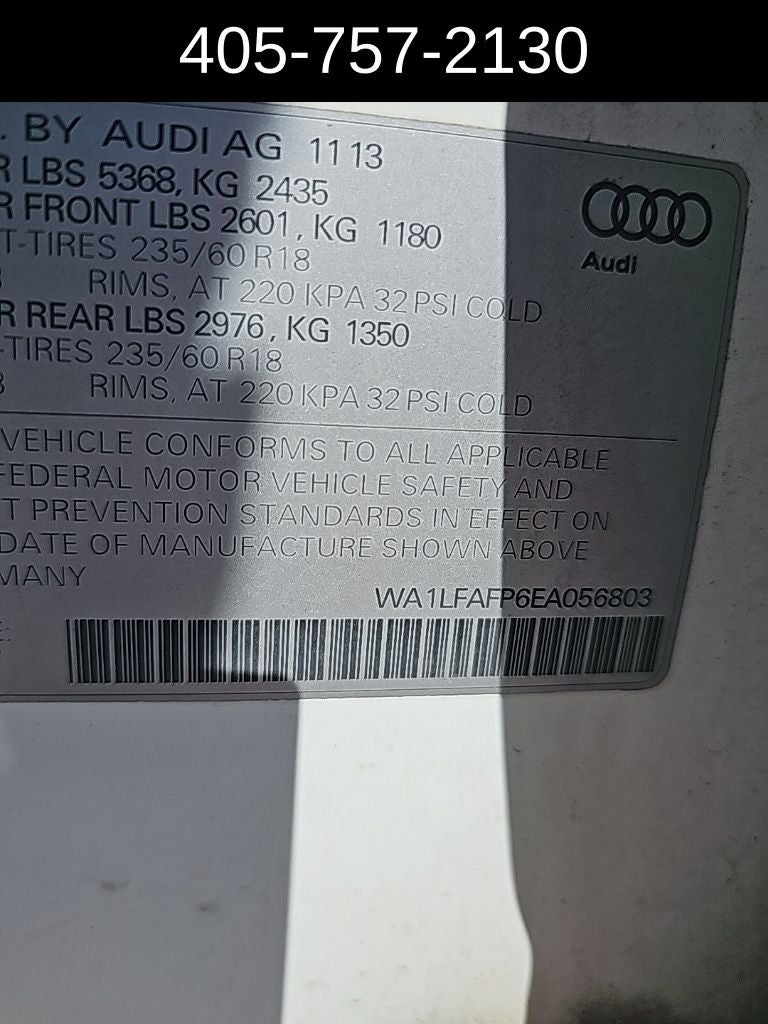 405-757-2130
. BY AUDI AG 11 13
R LBS 5368, KG 2435
R FRONT LBS 2601, KG 1180
T-TIRES 235/60 R18
RIMS, AT 220 KPA 32 PSI COLD
R REAR LBS 2976, KG 1350
-TIRES 235/60 R18
RIMS, AT 220 KPA 32 PSI COLD
Audi
VEHICLE CONFORMS TO ALL APPLICABLE
FEDERAL MOTOR VEHICLE SAFETY AND
T PREVENTION STANDARDS IN EFFECT ON
DATE OF MANUFACTURE SHOWN ABOVE
MANY
WA1LFAFP6EA056803
E: